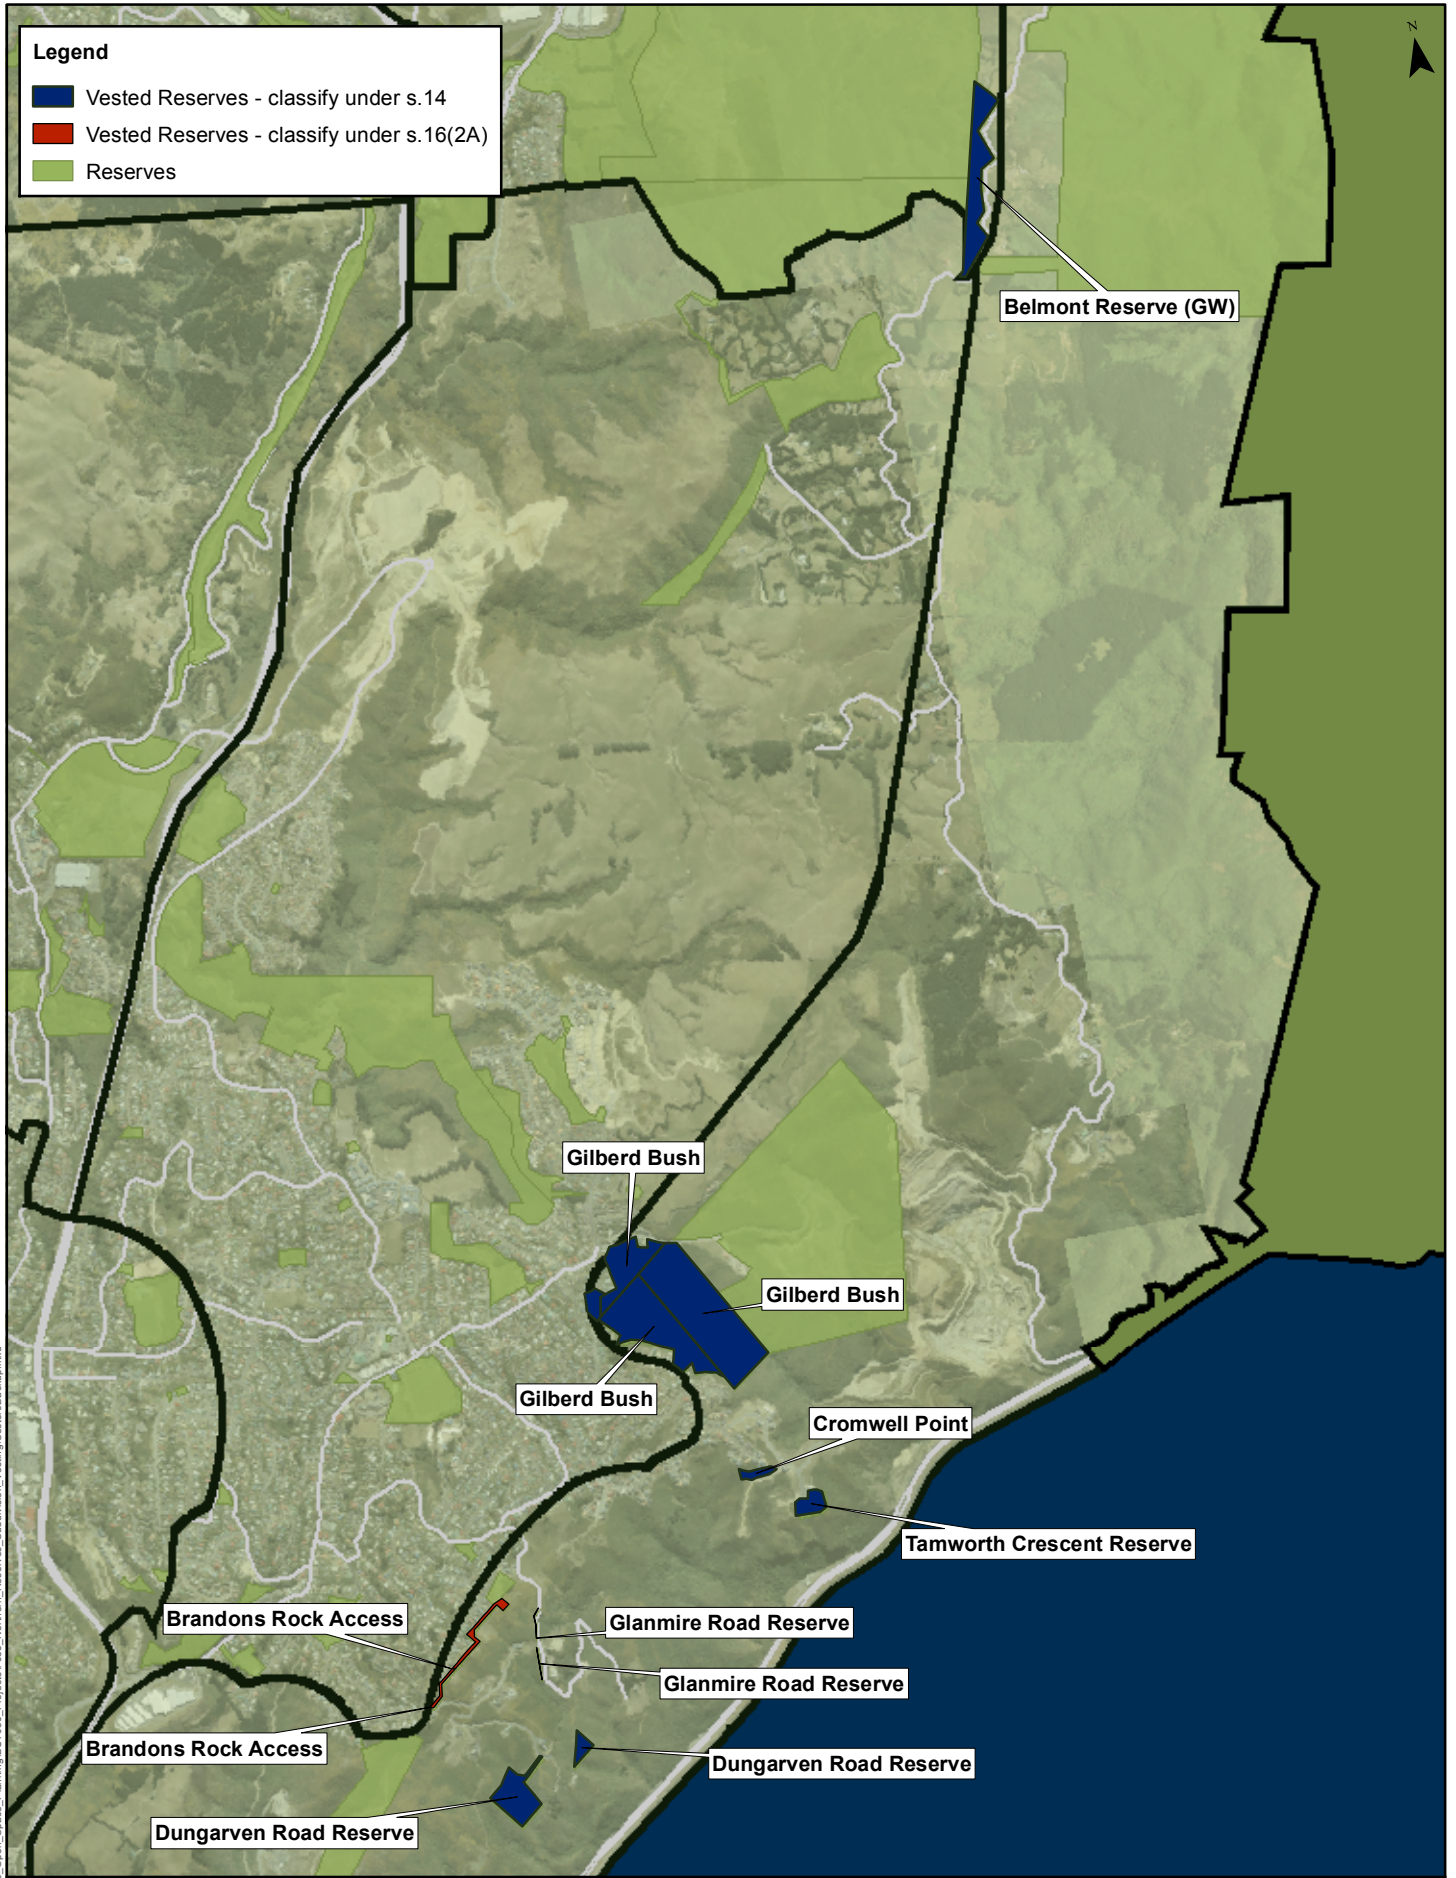 Legend
Vested Reserves - classify under s.14
Vested Reserves - classify under s.16(2A)
Reserves
N
Belmont Reserve (GW)
Gilberd Bush
Gilberd Bush
Gilberd Bush
Cromwell Point
Tamworth Crescent Reserve
Brandons Rock Access
Glanmire Road Reserve
Glanmire Road Reserve
Brandons Rock Access
Dungarven Road Reserve
Dungarven Road Reserve